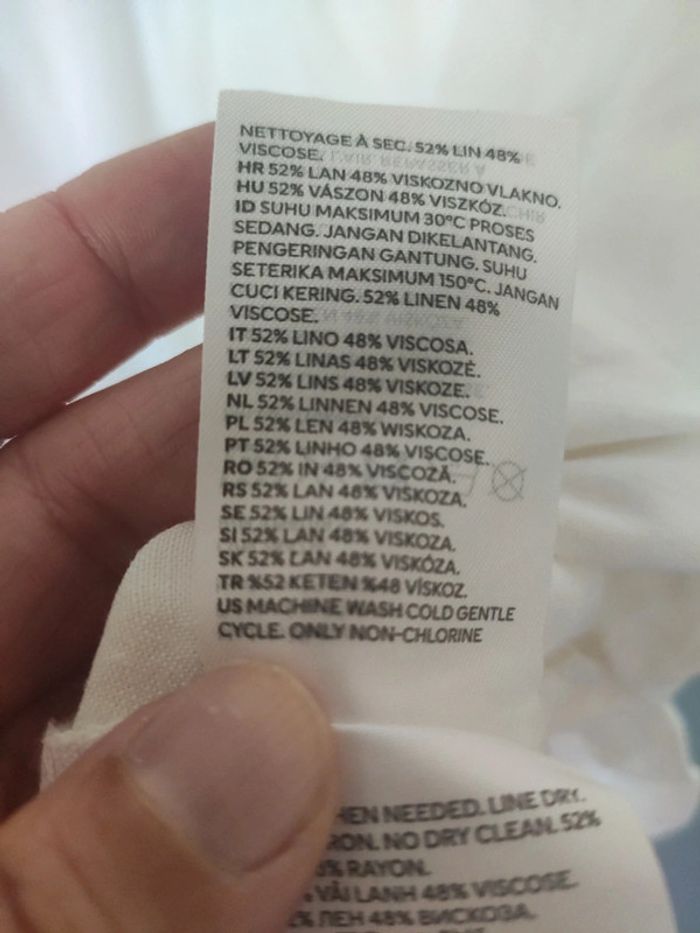 NETTOYAGE À SEC. 52% LIN 48%
VISCOSE.
HR 52% LAN 48% VISKOZNO VLAKNO.
HU 52% VÁSZON 48% VISZKÓZ.
ID SUHU MAKSIMUM 30°C PROSES
SEDANG. JANGAN DIKELANTANG.
PENGERINGAN GANTUNG. SUHU
SETERIKA MAKSIMUM 150°C. JANGAN
CUCI KERING. 52% LINEN 48%
VISCOSE.
IT 52% LINO 48% VISCOSA.
LT 52% LINAS 48% VISKOZĖ.
LV 52% LINS 48% VISKOZE.
NL 52% LINNEN 48% VISCOSE.
PL 52% LEN 48% WISKOZA.
PT 52% LINHO 48% VISCOSE.
RO 52% IN 48% VISCOZĂ.
RS 52% LAN 48% VISKOZA.
SE 52% LIN 48% VISKOS.
SI 52% LAN 48% VISKOZA.
SK 52% ĽAN 48% VISKÓZA.
TR %52 KETEN %48 VİSKOZ.
US MACHINE WASH COLD GENTLE
CYCLE. ONLY NON-CHLORINE
NEEDED. LINE DRY.
NO DRY CLEAN. 52%
RAYON.
VẢI LANH 48% VISCOSE.
ЛЕН 48% ВИСКОЗА.